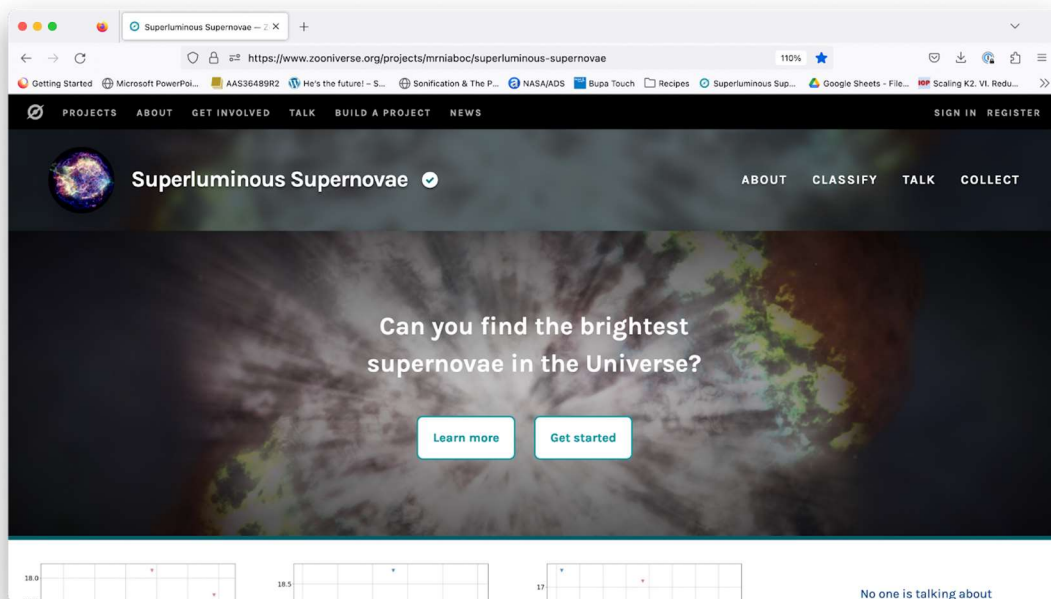 Superluminous Supernovae — Z
https://www.zooniverse.org/projects/mrniaboc/superluminous-supernovae
110%
Getting Started Microsoft PowerPoi... AAS36489R2 He's the future! – S... Sonification & The P... NASA/ADS Bupa Touch Recipes Superluminous Sup... Google Sheets - File... IOP Scaling K2. VI. Redu...
PROJECTS ABOUT GET INVOLVED TALK BUILD A PROJECT NEWS SIGN IN REGISTER
Superluminous Supernovae
ABOUT CLASSIFY TALK COLLECT
Can you find the brightest
supernovae in the Universe?
Learn more Get started
18.0
18.5
17
No one is talking about